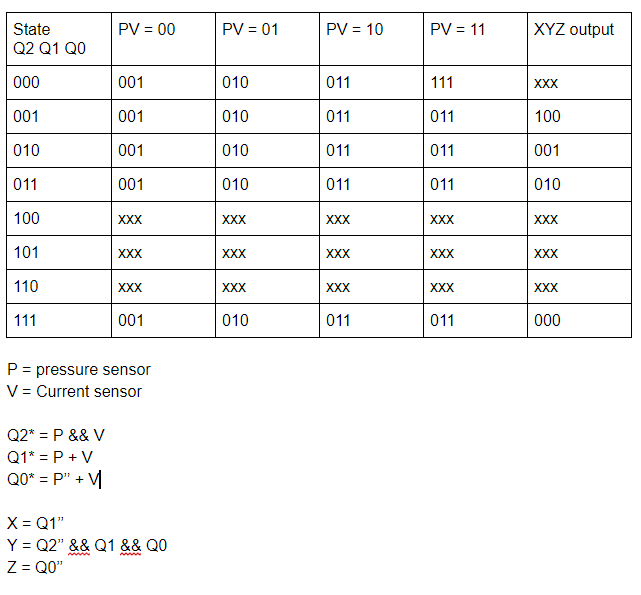 State PV = 00 PV = 01 PV = 10 PV = 11 XYZ output
Q2 Q1 Q0
000 001 010 011 111 xxx
001 001 010 011 011 100
010 001 010 011 011 001
011 001 010 011 011 010
100 xxx xxx xxx xxx xxx
101 xxx xxx xxx xxx xxx
110 xxx xxx xxx xxx xxx
111 001 010 011 011 000
P = pressure sensor
V = Current sensor
Q2* = P && V
Q1* = P + V
Q0* = P” + V
X = Q1”
Y = Q2” && Q1 && Q0
Z = Q0”